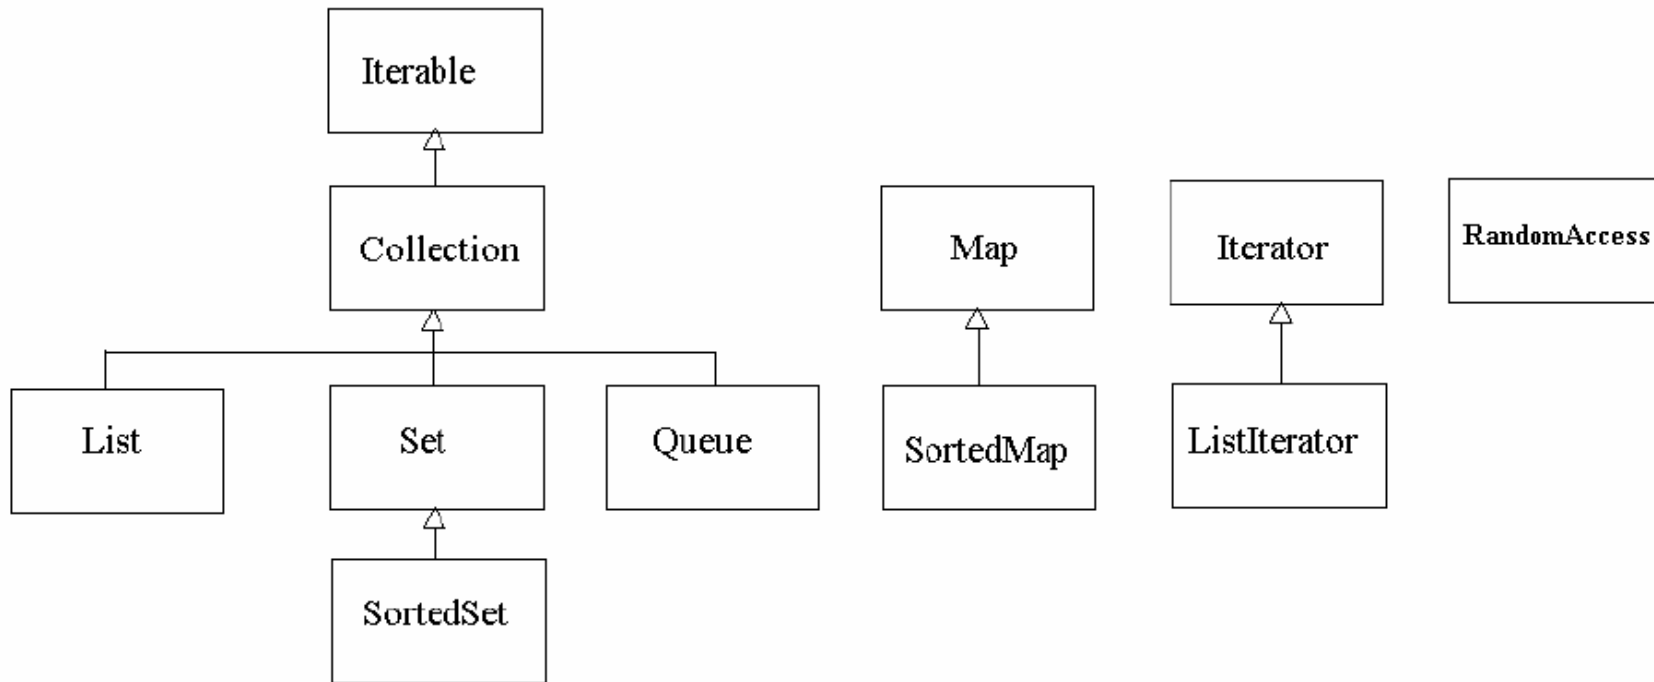 Iterable
Collection
Map
Iterator
RandomAccess
List
Set
Queue
SortedMap
ListIterator
SortedSet